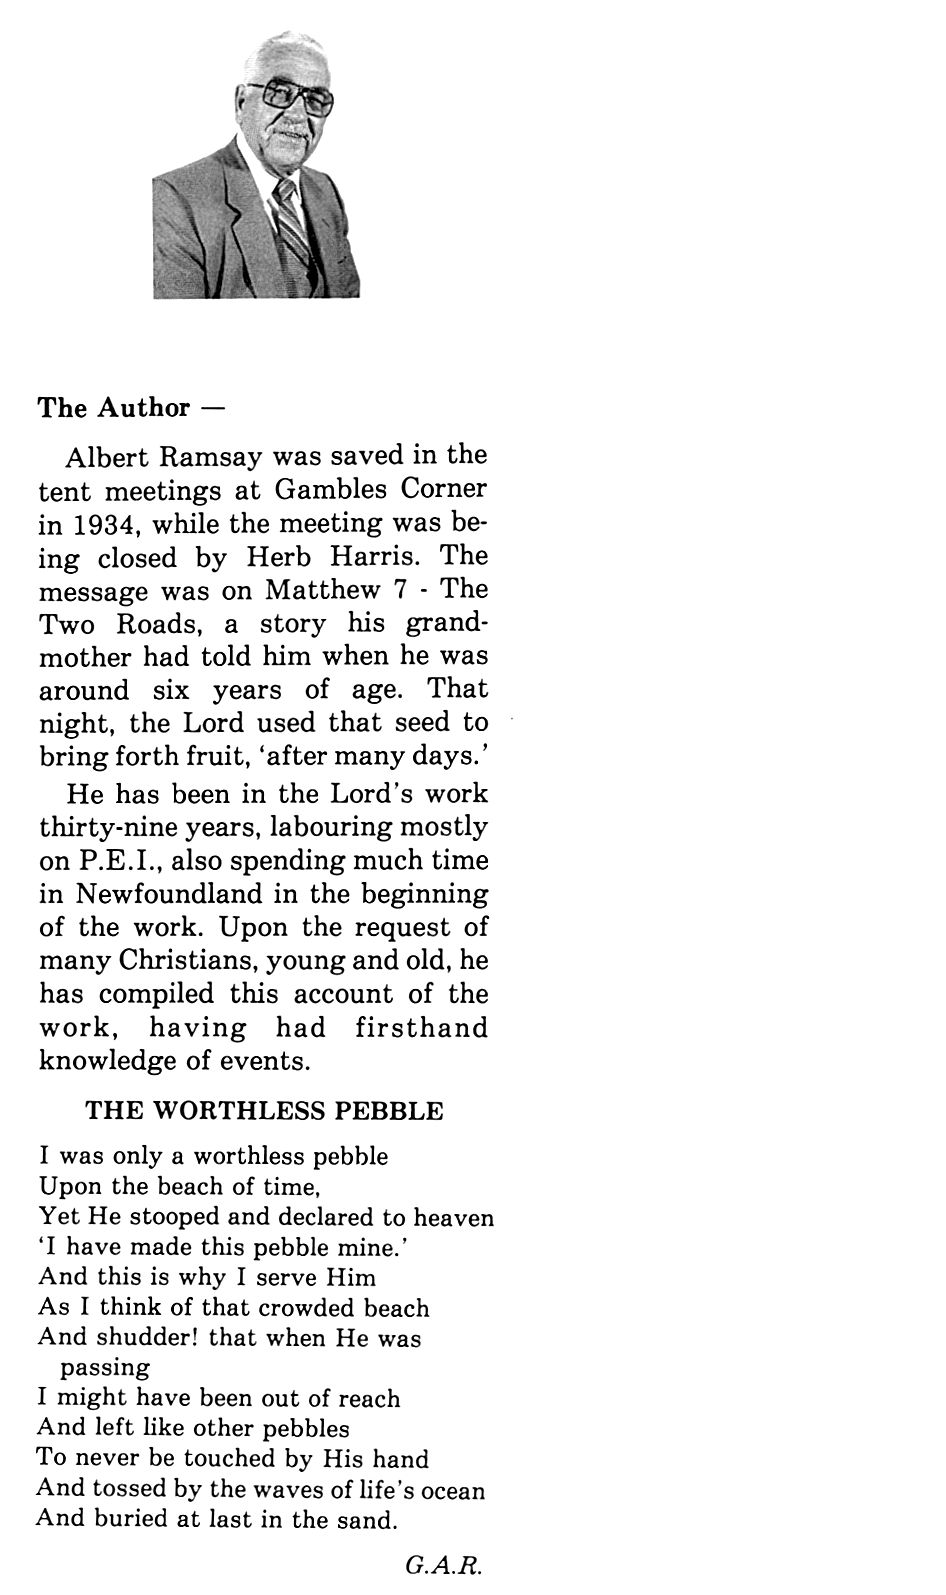 The Author —
Albert Ramsay was saved in the
tent meetings at Gambles Corner
in 1934, while the meeting was be-
ing closed by Herb Harris. The
message was on Matthew 7 - The
Two Roads, a story his grand-
mother had told him when he was
around six years of age. That
night, the Lord used that seed to
bring forth fruit, ‘after many days.’
He has been in the Lord’s work
thirty-nine years, labouring mostly
on P.E.I., also spending much time
in Newfoundland in the beginning
of the work. Upon the request of
many Christians, young and old, he
has compiled this account of the
work, having had firsthand
knowledge of events.
THE WORTHLESS PEBBLE
I was only a worthless pebble
Upon the beach of time,
Yet He stooped and declared to heaven
‘I have made this pebble mine.’
And this is why I serve Him
As I think of that crowded beach
And shudder! that when He was
passing
I might have been out of reach
And left like other pebbles
To never be touched by His hand
And tossed by the waves of life’s ocean
And buried at last in the sand.
G.A.R.